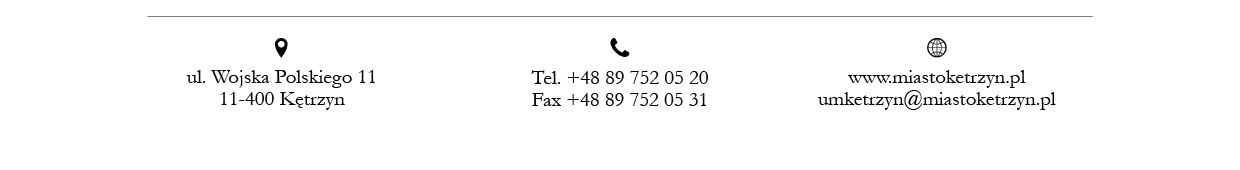 ul. Wojska Polskiego 11
11-400 Kętrzyn
Tel. +48 89 752 05 20
Fax +48 89 752 05 31
www.miastoketrzyn.pl
umketrzyn@miastoketrzyn.pl